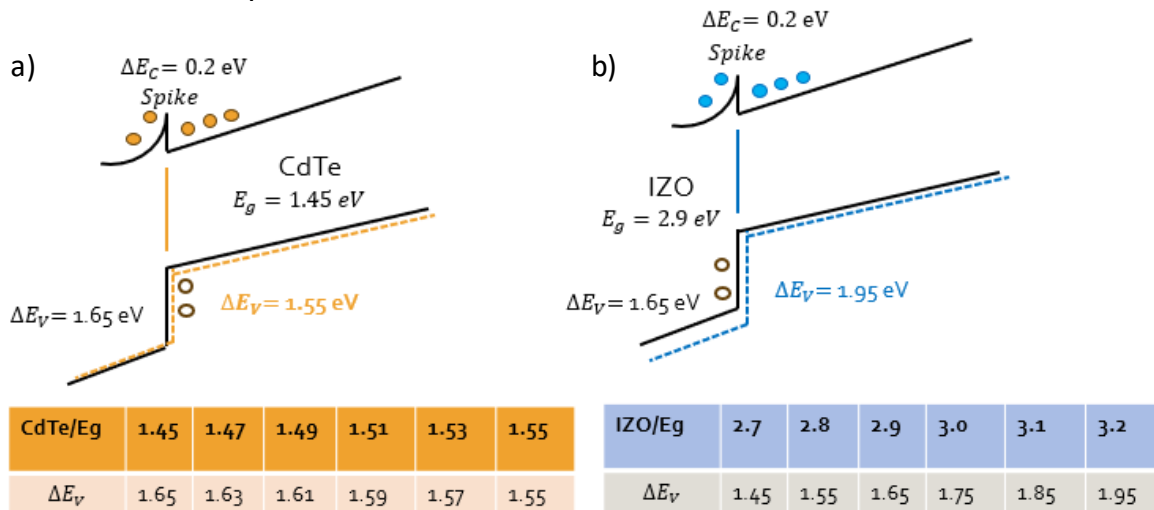 a)
ΔE_C = 0.2 eV
Spike
CdTe
E_g = 1.45 eV
ΔE_V = 1.65 eV
ΔE_V = 1.55 eV
CdTe/Eg 1.45 1.47 1.49 1.51 1.53 1.55
ΔE_V 1.65 1.63 1.61 1.59 1.57 1.55
b)
ΔE_C = 0.2 eV
Spike
IZO
E_g = 2.9 eV
ΔE_V = 1.65 eV
ΔE_V = 1.95 eV
IZO/Eg 2.7 2.8 2.9 3.0 3.1 3.2
ΔE_V 1.45 1.55 1.65 1.75 1.85 1.95